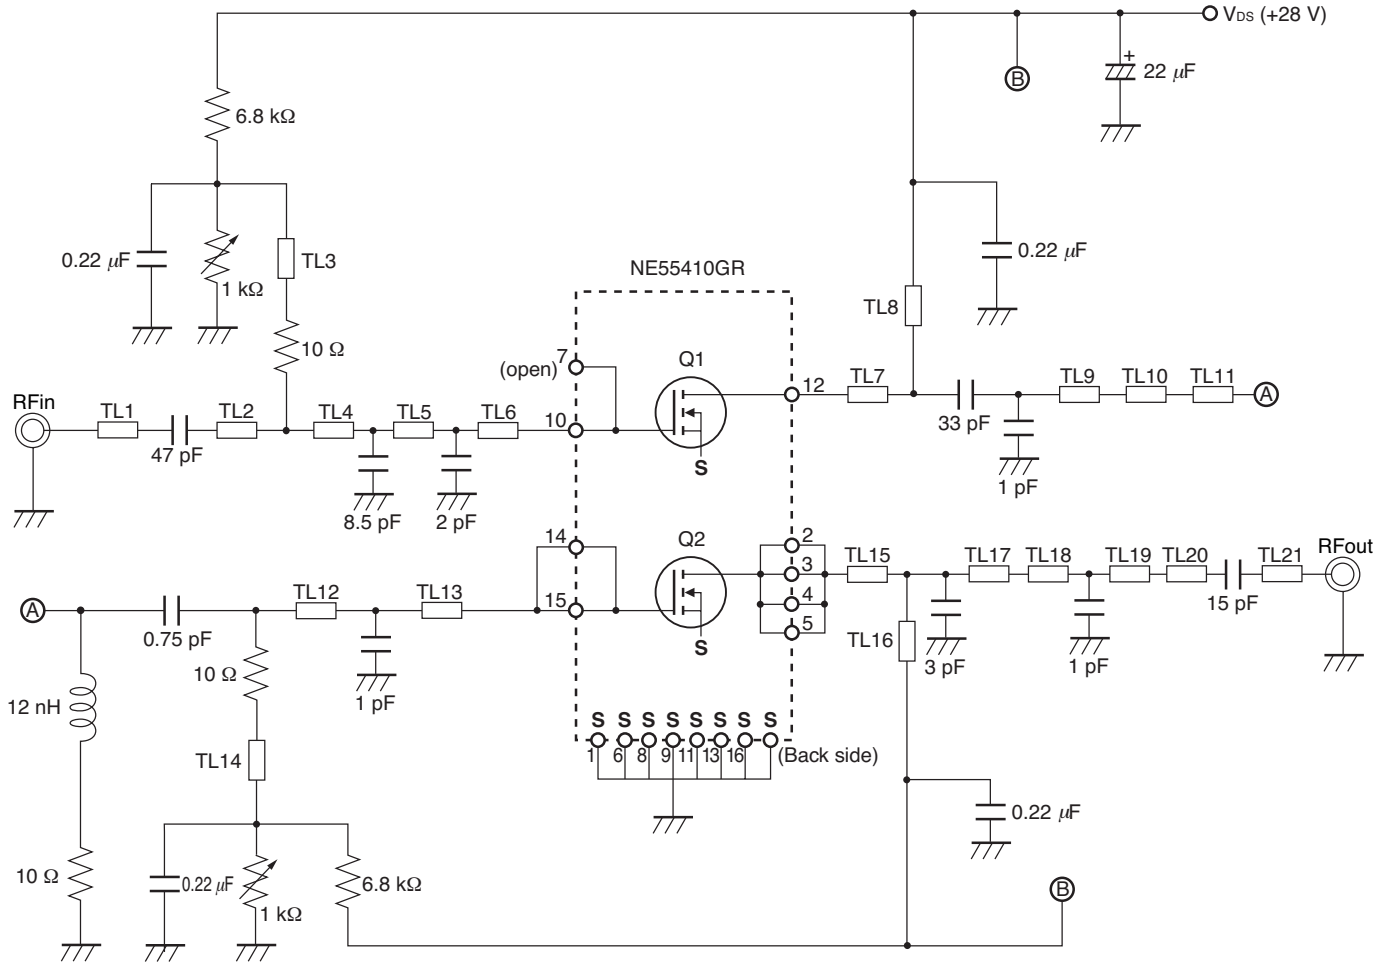 VDS (+28 V)
B
+
22 μF
6.8 kΩ
0.22 μF
1 kΩ
TL3
10 Ω
0.22 μF
NE55410GR
TL8
(open)
7
Q1
12
TL7
TL9
TL10
TL11
A
33 pF
1 pF
RFin
TL1
47 pF
TL2
TL4
TL5
TL6
10
8.5 pF
2 pF
S
14
Q2
2
3
4
5
TL15
TL17
TL18
TL19
TL20
TL21
RFout
15 pF
A
0.75 pF
TL12
TL13
15
S
TL16
3 pF
1 pF
12 nH
10 Ω
1 pF
TL14
S S S S S S S S
1 6 8 9 11 13 16 (Back side)
0.22 μF
10 Ω
0.22 μF
1 kΩ
6.8 kΩ
B